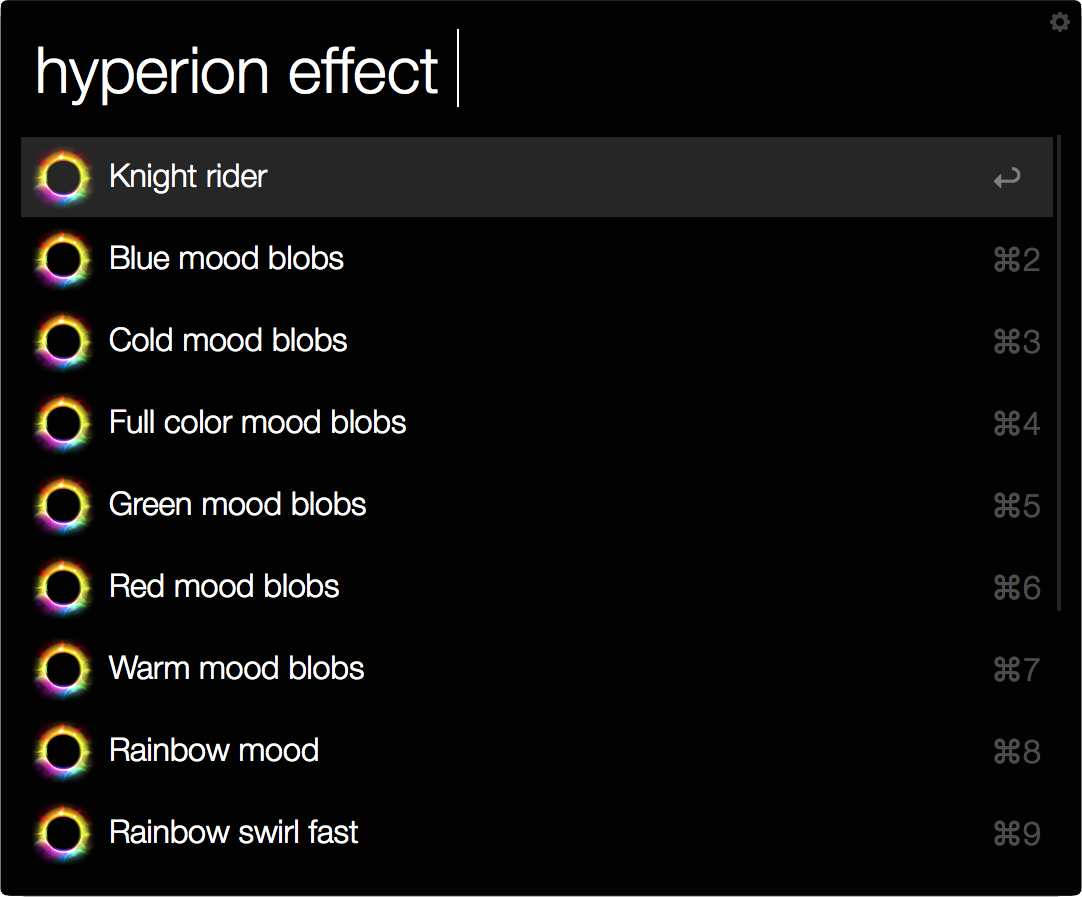 hyperion effect
Knight rider ↩
Blue mood blobs ⌘2
Cold mood blobs ⌘3
Full color mood blobs ⌘4
Green mood blobs ⌘5
Red mood blobs ⌘6
Warm mood blobs ⌘7
Rainbow mood ⌘8
Rainbow swirl fast ⌘9